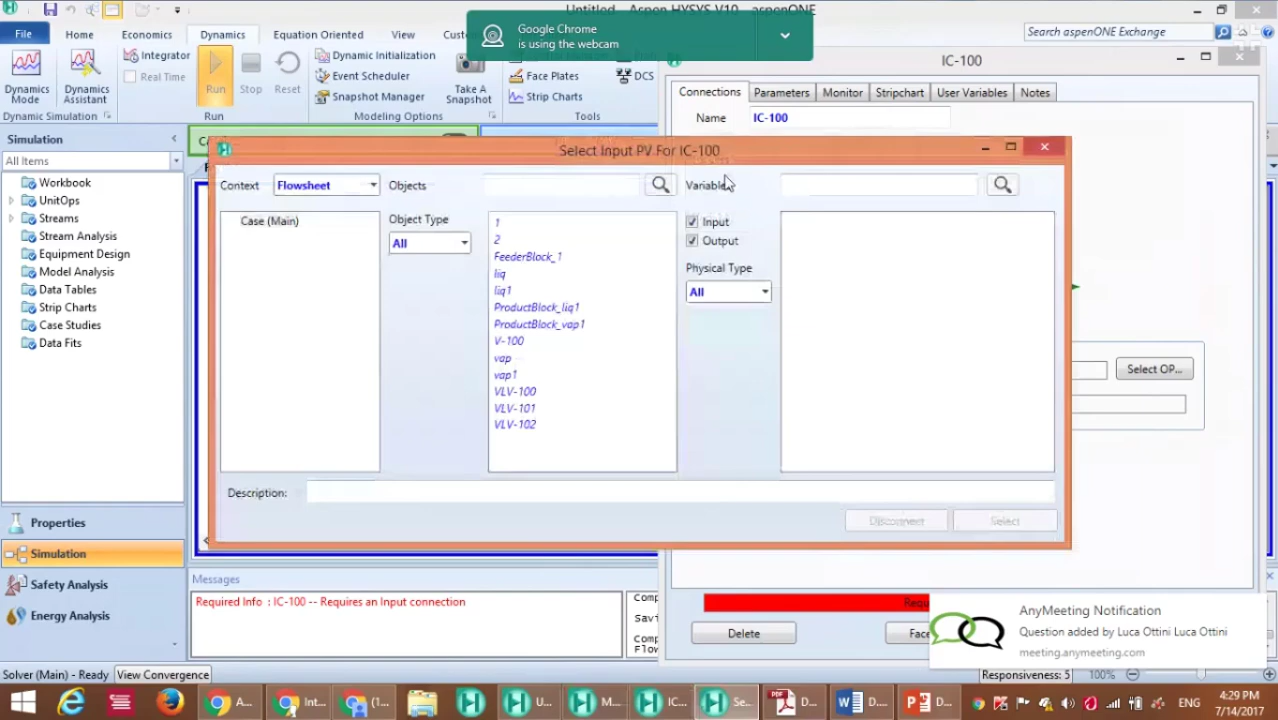 Untitled - Aspen HYSYS V10 - aspenONE
Google Chrome
is using the webcam
File
Home
Economics
Dynamics
Equation Oriented
View
Search aspenONE Exchange
Dynamics
Mode
Dynamics
Assistant
Integrator
Real Time
Run
Stop
Reset
Dynamic Initialization
Event Scheduler
Snapshot Manager
Take A
Snapshot
Face Plates
DCS
Strip Charts
Dynamic Simulation
Run
Modeling Options
Tools
IC-100
Connections
Parameters
Monitor
Stripchart
User Variables
Notes
Name
IC-100
Simulation
All Items
Workbook
UnitOps
Streams
Stream Analysis
Equipment Design
Model Analysis
Data Tables
Strip Charts
Case Studies
Data Fits
Properties
Simulation
Safety Analysis
Energy Analysis
Select Input PV For IC-100
Context
Flowsheet
Objects
Variable
Case (Main)
Object Type
All
1
2
FeederBlock_1
liq
liq1
ProductBlock_liq1
ProductBlock_vap1
V-100
vap
vap1
VLV-100
VLV-101
VLV-102
Input
Output
Physical Type
All
Description:
Disconnect
Select
Select OP...
Messages
Required Info : IC-100 -- Requires an Input connection
Delete
AnyMeeting Notification
Question added by Luca Ottini Luca Ottini
meeting.anymeeting.com
Solver (Main) - Ready
View Convergence
Responsiveness: 5
100%
A...
Int...
(1...
U...
M...
IC...
Se...
D...
D...
D...
ENG
4:29 PM
7/14/2017